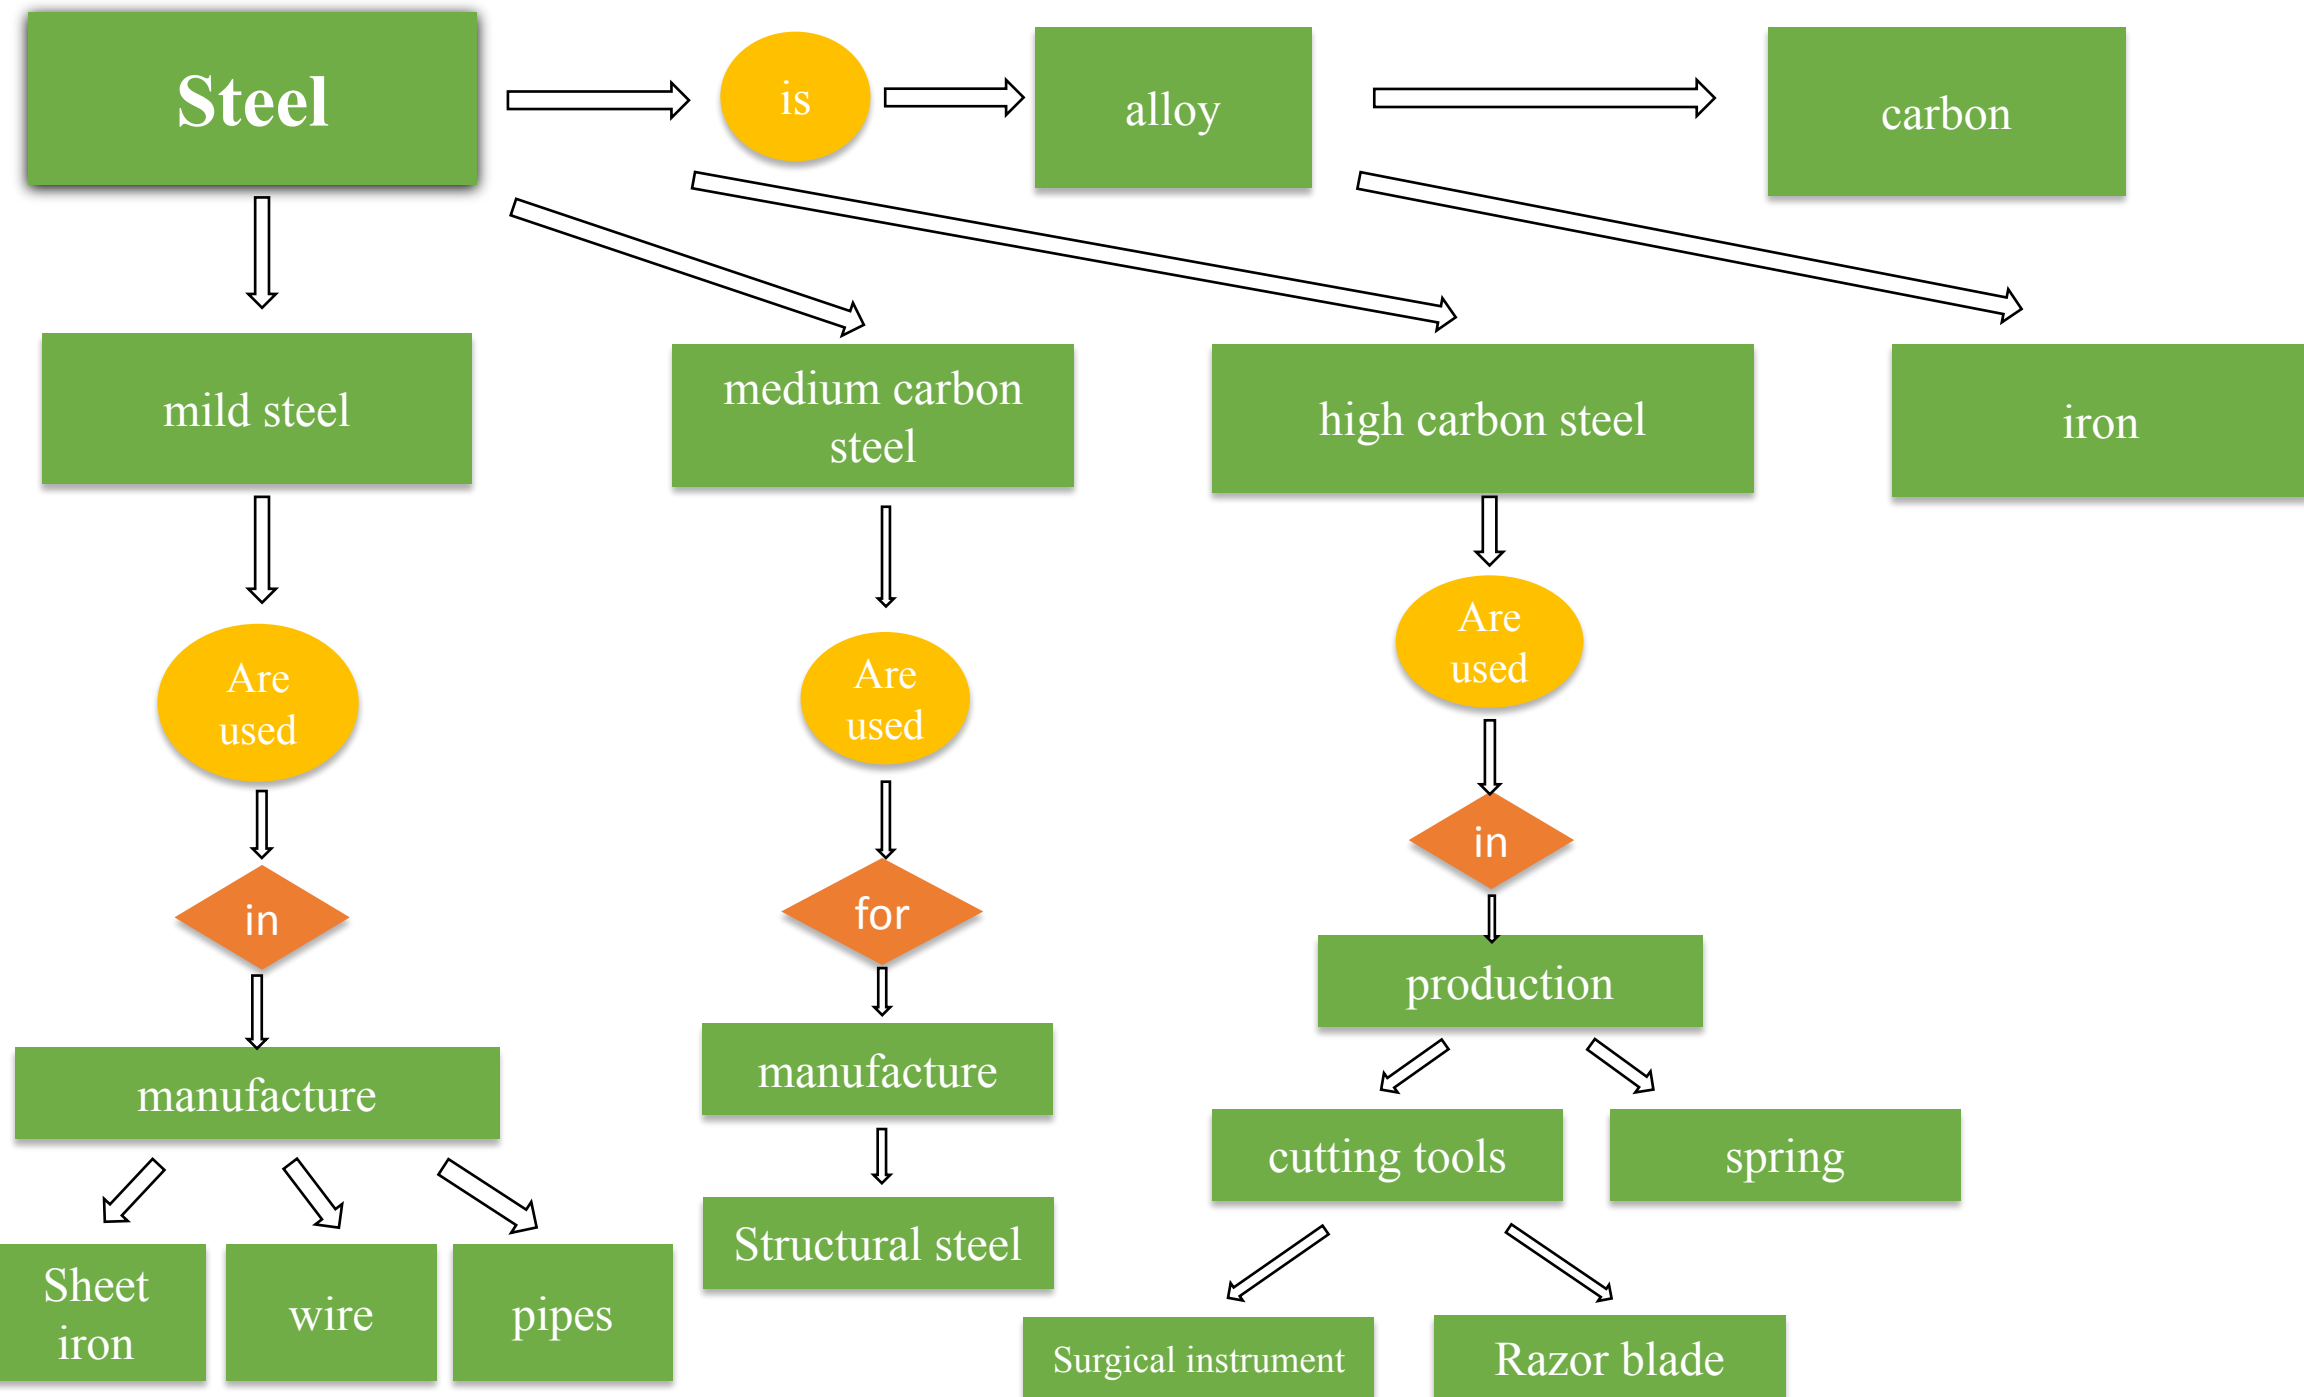 Steel
is
alloy
carbon
mild steel
medium carbon
steel
high carbon steel
iron
Are
used
Are
used
Are
used
in
for
in
manufacture
manufacture
production
Structural steel
cutting tools
spring
Sheet
iron
wire
pipes
Surgical instrument
Razor blade